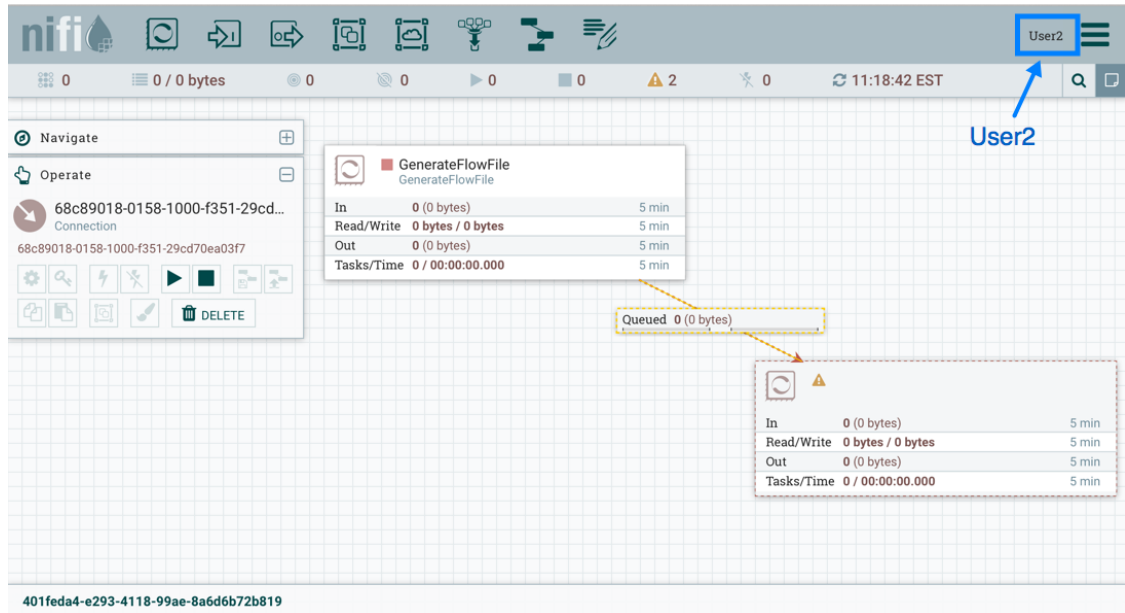 nifi
User2
0
0 / 0 bytes
0
0
0
0
2
0
11:18:42 EST
User2
Navigate
Operate
68c89018-0158-1000-f351-29cd...
Connection
68c89018-0158-1000-f351-29cd70ea03f7
DELETE
GenerateFlowFile
GenerateFlowFile
In 0 (0 bytes) 5 min
Read/Write 0 bytes / 0 bytes 5 min
Out 0 (0 bytes) 5 min
Tasks/Time 0 / 00:00:00.000 5 min
Queued 0 (0 bytes)
In 0 (0 bytes) 5 min
Read/Write 0 bytes / 0 bytes 5 min
Out 0 (0 bytes) 5 min
Tasks/Time 0 / 00:00:00.000 5 min
401feda4-e293-4118-99ae-8a6d6b72b819